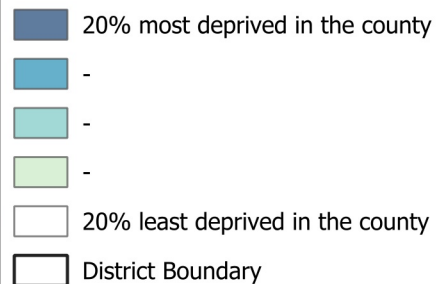 20% most deprived in the county
-
-
-
20% least deprived in the county
District Boundary